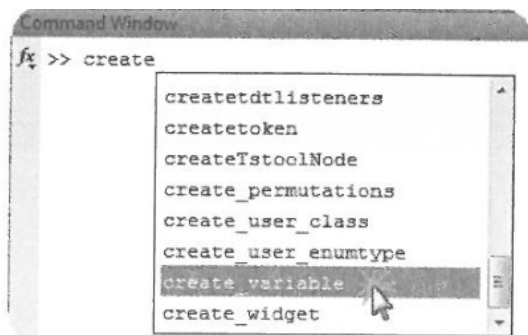 Command Window
fx >> create
createtdtlisteners
createtoken
createTstoolNode
create_permutations
create_user_class
create_user_enumtype
create_variable
create_widget